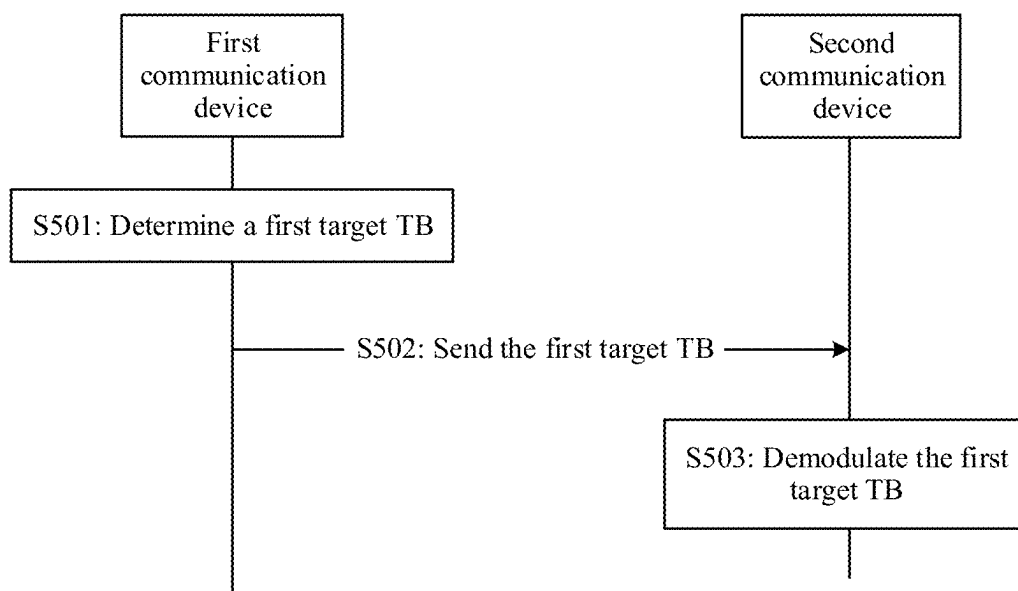 First
communication
device
Second
communication
device
S501: Determine a first target TB
S502: Send the first target TB
S503: Demodulate the first
target TB